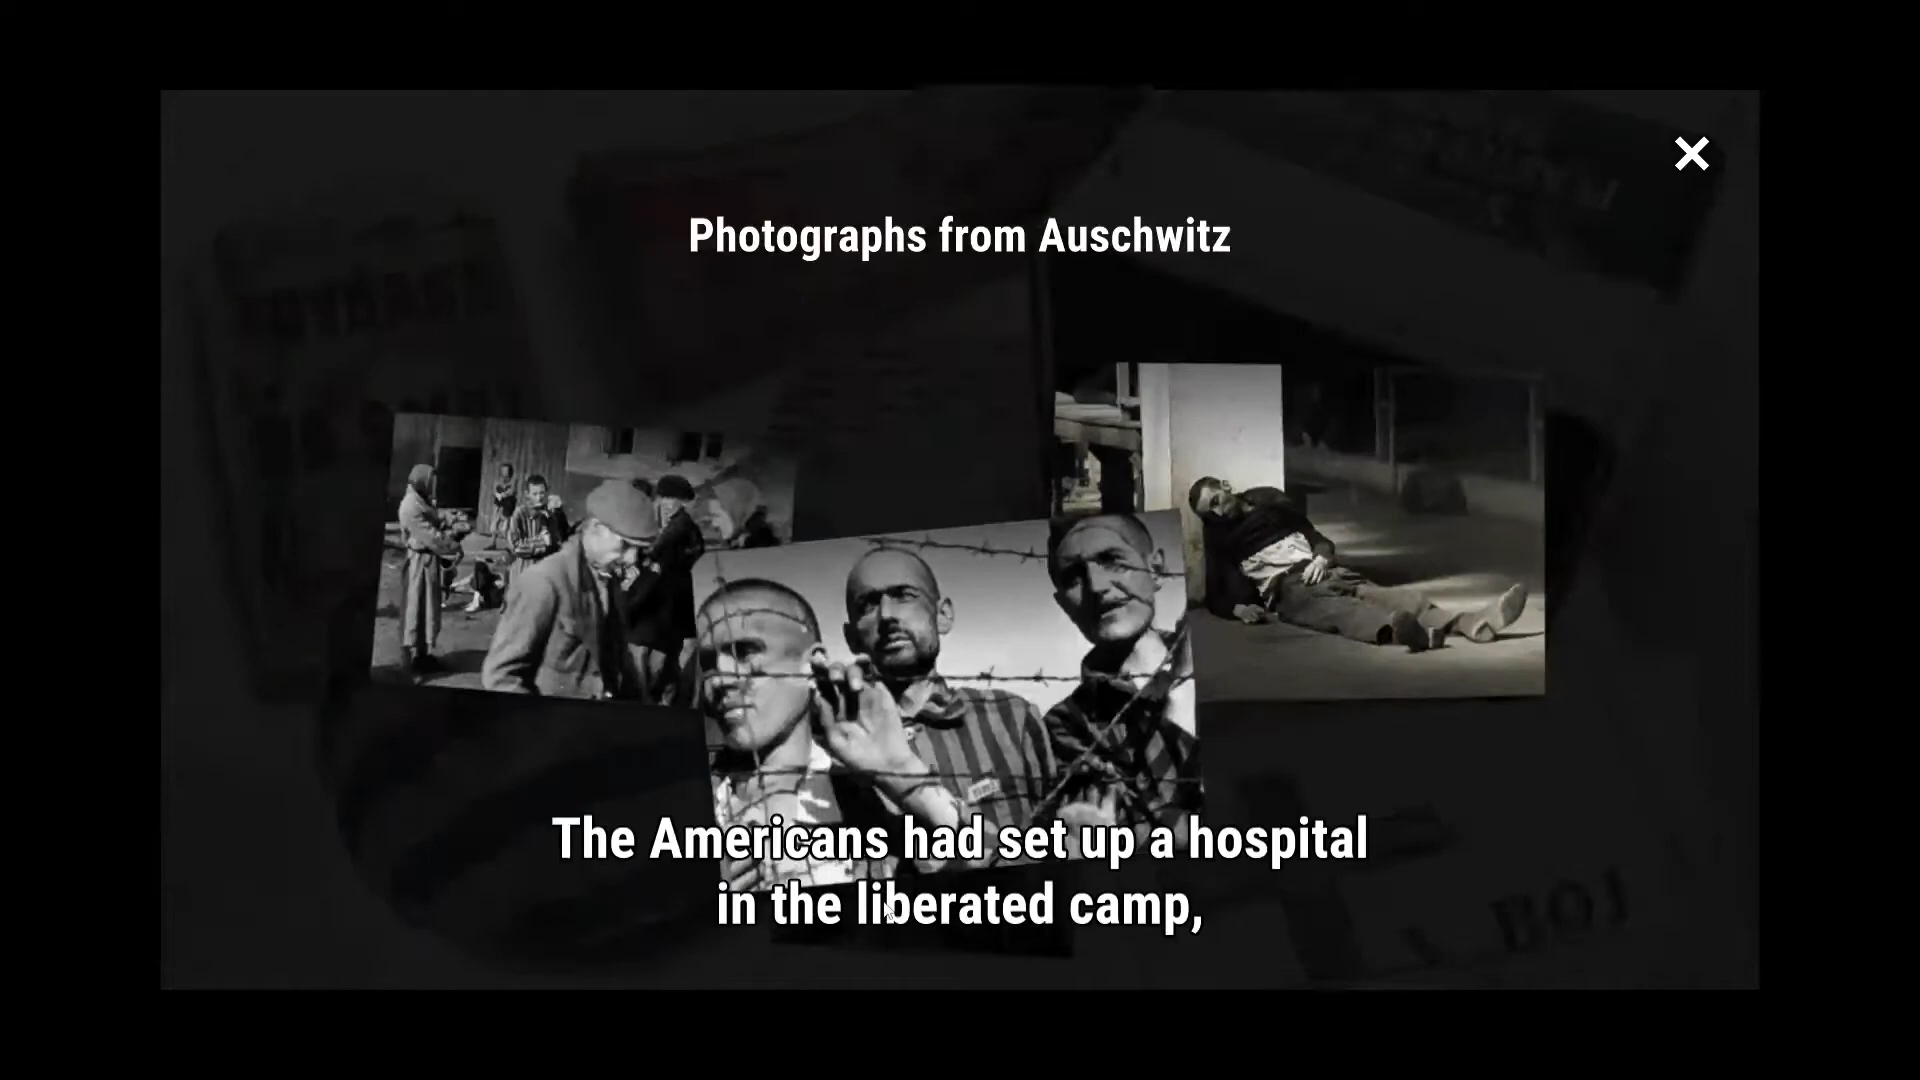 Photographs from Auschwitz
The Americans had set up a hospital
in the liberated camp,